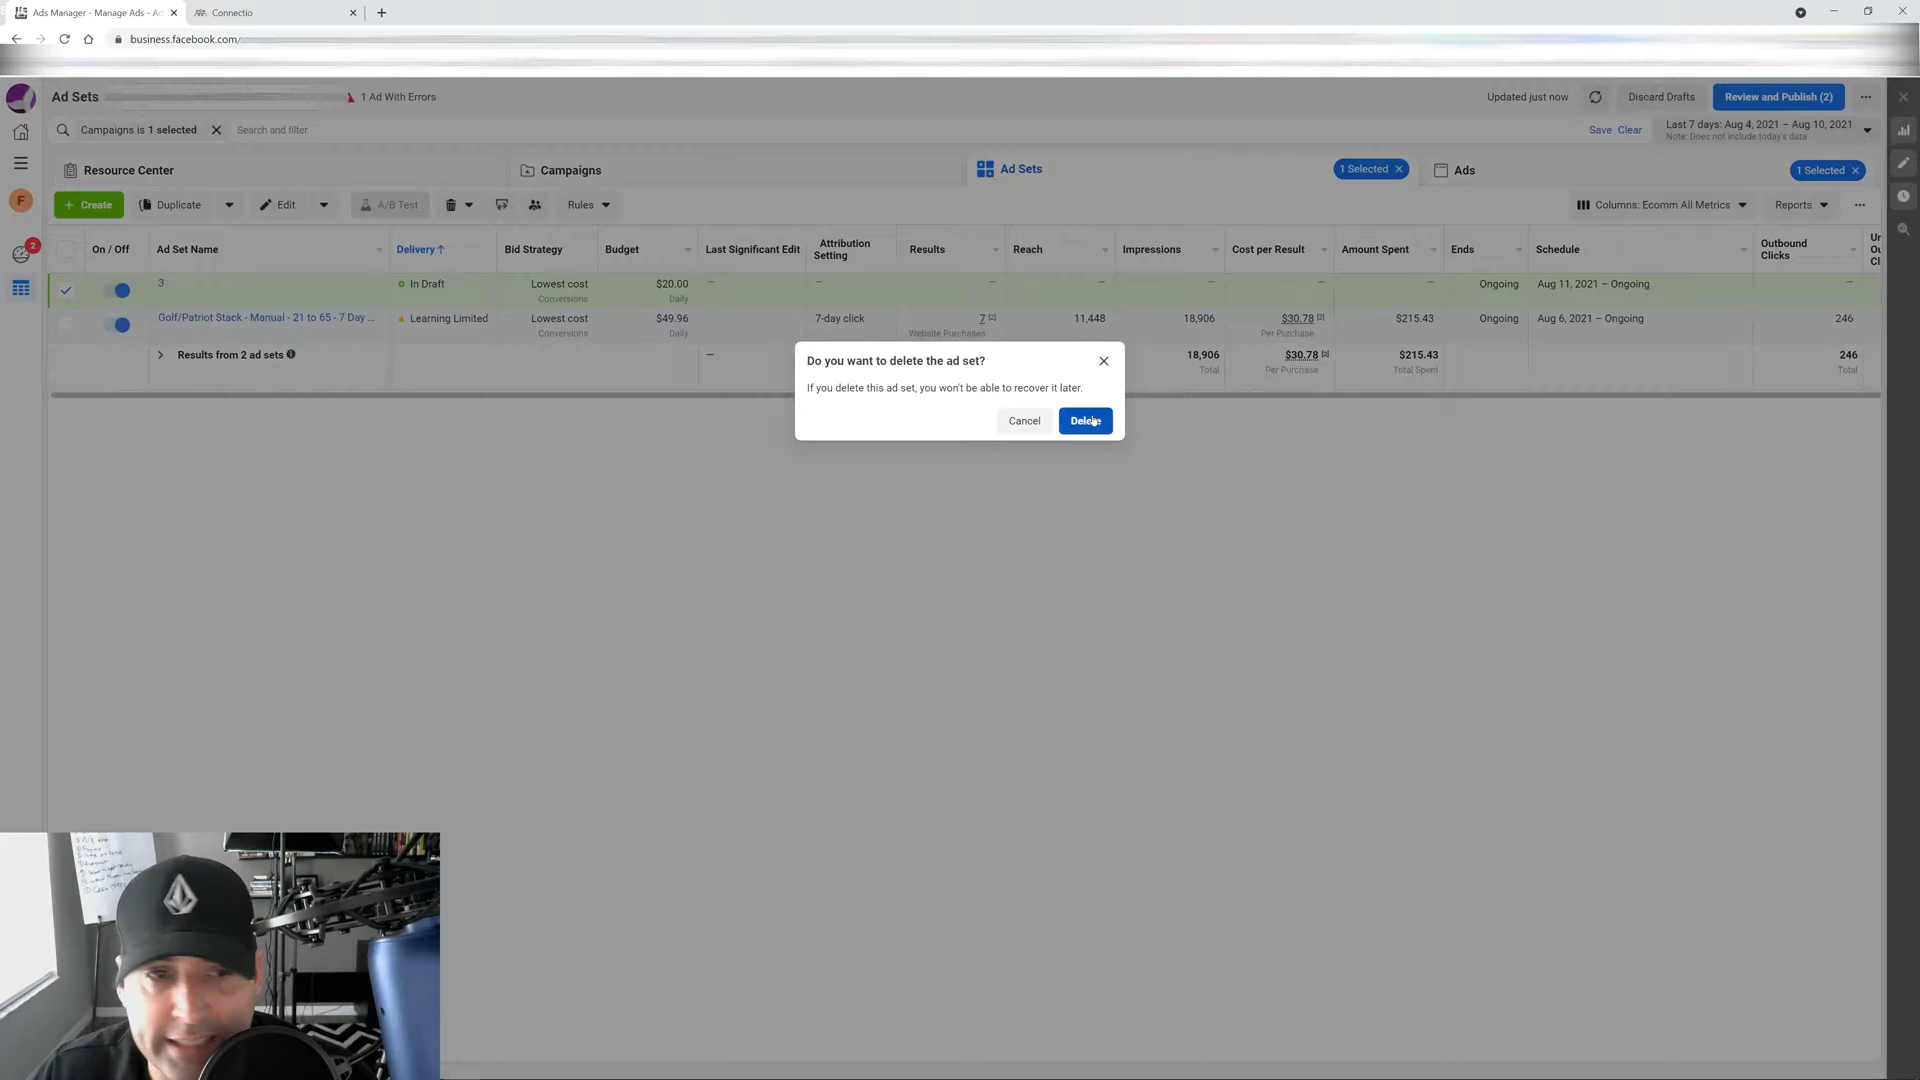 Ads Manager - Manage Ads - Ad
Connectio
business.facebook.com/
Ad Sets
1 Ad With Errors
Updated just now
Discard Drafts
Review and Publish (2)
Campaigns is 1 selected
Search and filter
Save Clear
Last 7 days: Aug 4, 2021 – Aug 10, 2021
Note: Does not include today's data
Resource Center
Campaigns
Ad Sets
1 Selected
Ads
1 Selected
+ Create
Duplicate
Edit
A/B Test
Rules
Columns: Ecomm All Metrics
Reports
On / Off
Ad Set Name
Delivery
Bid Strategy
Budget
Last Significant Edit
Attribution
Setting
Results
Reach
Impressions
Cost per Result
Amount Spent
Ends
Schedule
Outbound
Clicks
3
In Draft
Lowest cost
Conversions
$20.00
Daily
Ongoing
Aug 11, 2021 – Ongoing
Golf/Patriot Stack - Manual - 21 to 65 - 7 Day ...
Learning Limited
Lowest cost
Conversions
$49.96
Daily
7-day click
7 [2]
Website Purchases
11,448
18,906
$30.78 [2]
Per Purchase
$215.43
Ongoing
Aug 6, 2021 – Ongoing
246
Results from 2 ad sets
18,906
Total
$30.78 [2]
Per Purchase
$215.43
Total Spent
246
Total
Do you want to delete the ad set?
If you delete this ad set, you won't be able to recover it later.
Cancel
Delete
F
2